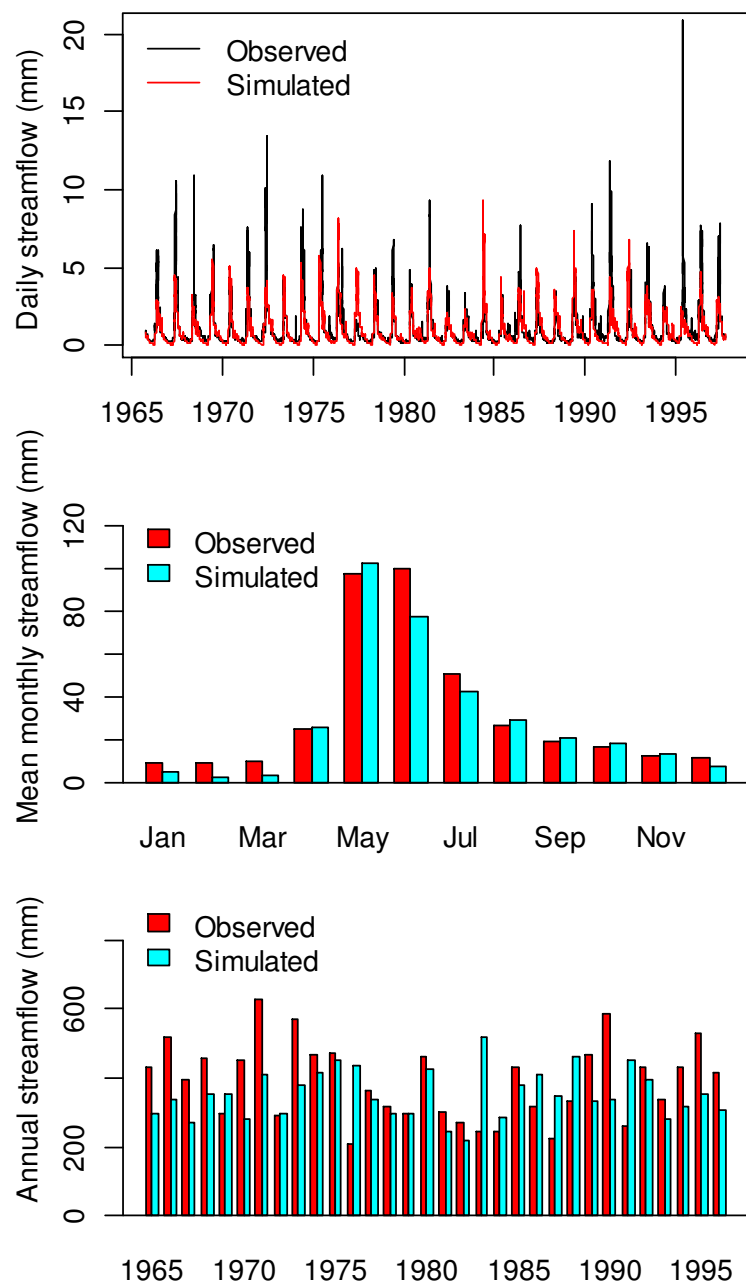 Daily streamflow (mm)
20
15
10
5
0
Observed
Simulated
1965 1970 1975 1980 1985 1990 1995
Mean monthly streamflow (mm)
120
80
40
0
Observed
Simulated
Jan Mar May Jul Sep Nov
Annual streamflow (mm)
600
200
0
Observed
Simulated
1965 1970 1975 1980 1985 1990 1995